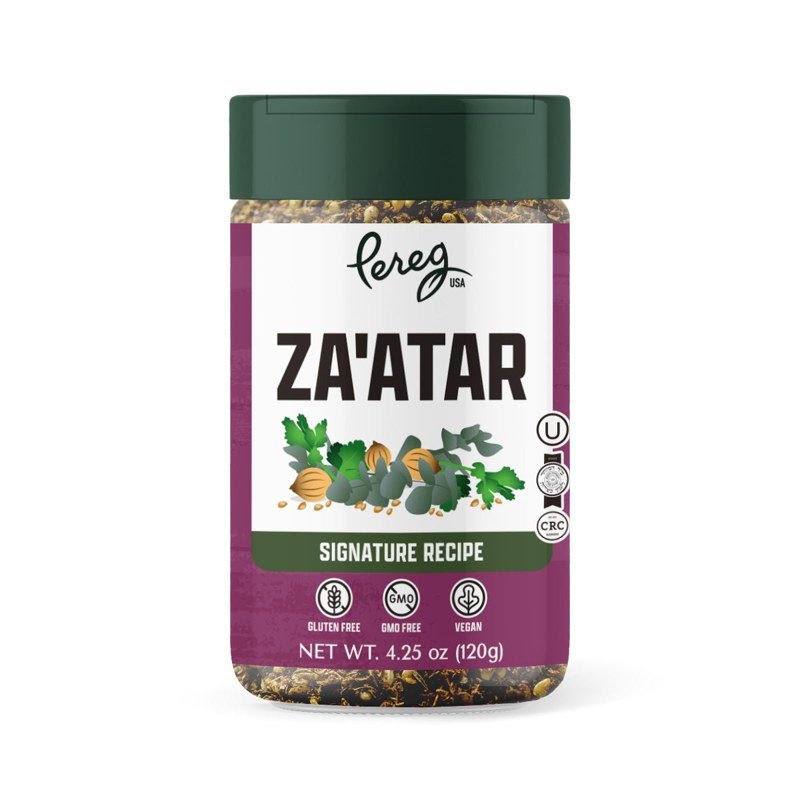 Pereg
USA
ZA'ATAR
U
CRC
SIGNATURE RECIPE
GMO
GLUTEN FREE
GMO FREE
VEGAN
NET WT. 4.25 oz (120g)